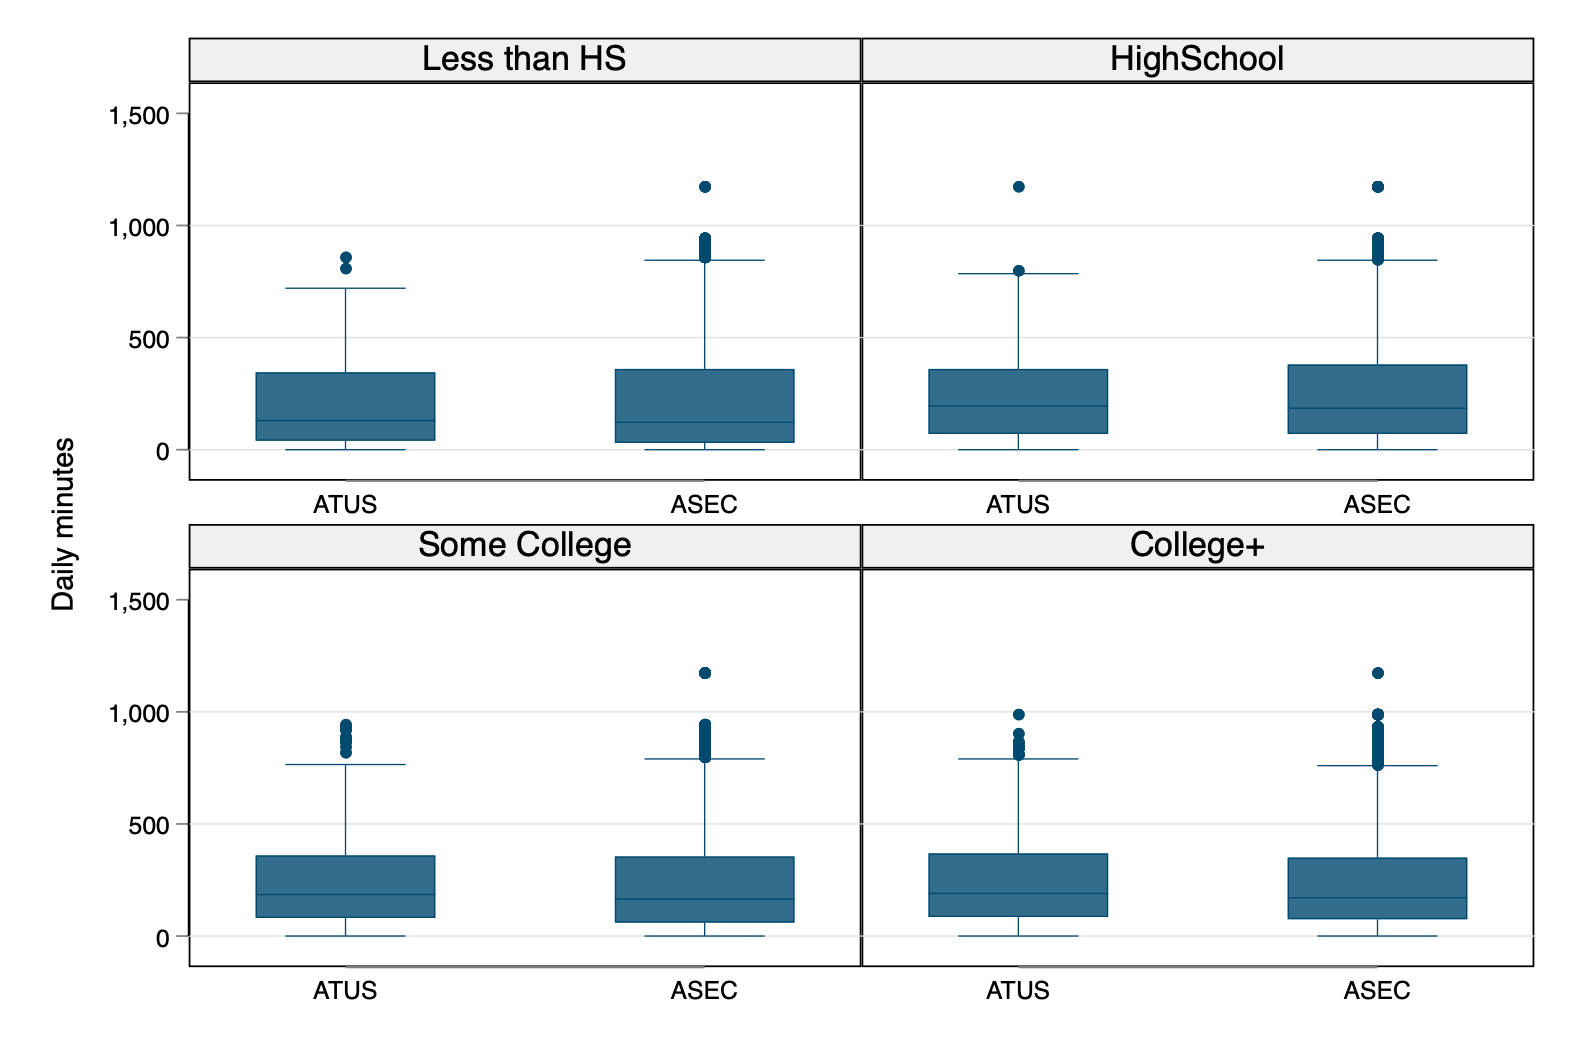 Less than HS
HighSchool
1,500
1,000
500
0
ATUS
ASEC
ATUS
ASEC
Daily minutes
Some College
College+
1,500
1,000
500
0
ATUS
ASEC
ATUS
ASEC